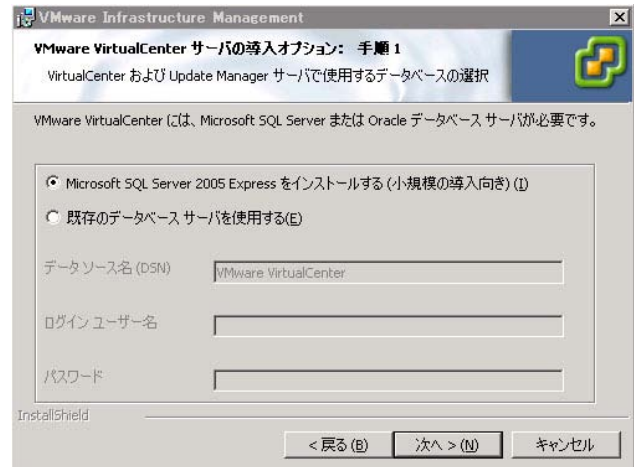 VMware Infrastructure Management
VMware VirtualCenter サーバの導入オプション: 手順 1
VirtualCenter および Update Manager サーバで使用するデータベースの選択
VMware VirtualCenter には、Microsoft SQL Server または Oracle データベース サーバが必要です。
Microsoft SQL Server 2005 Express をインストールする (小規模の導入向き) (I)
既存のデータベース サーバを使用する(E)
データソース名 (DSN)
VMware VirtualCenter
ログイン ユーザー名
パスワード
InstallShield
< 戻る (B)
次へ > (N)
キャンセル